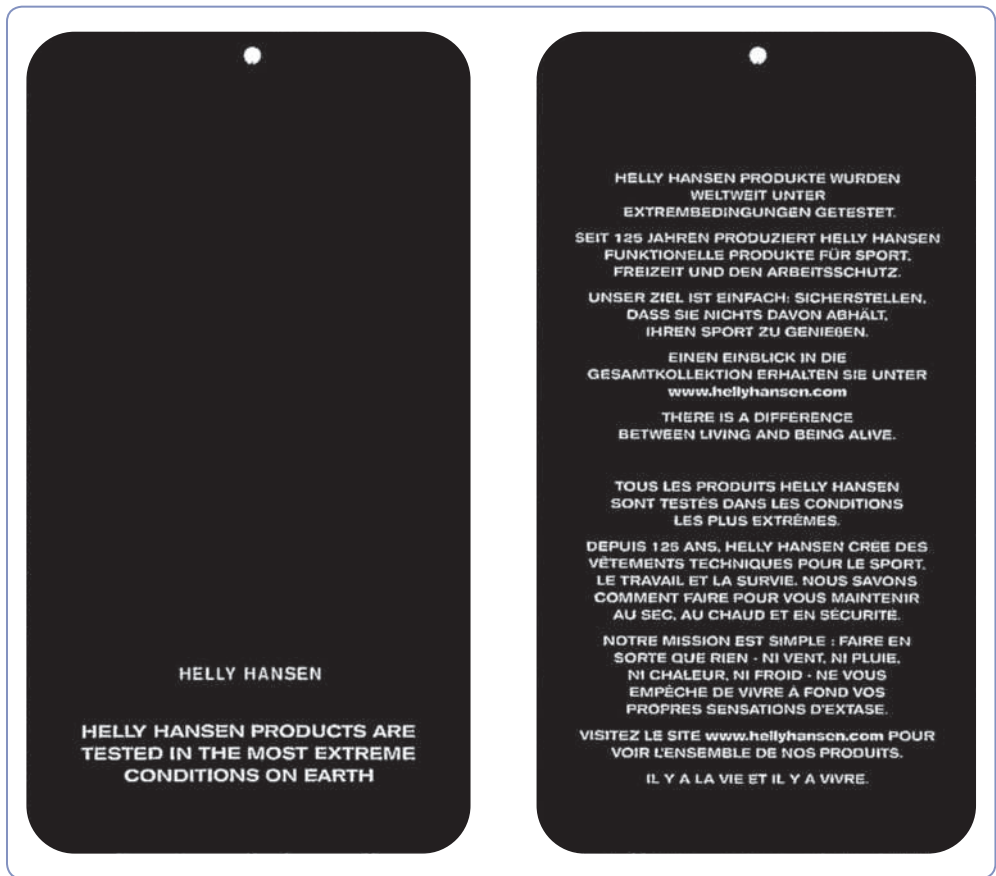 HELLY HANSEN
HELLY HANSEN PRODUCTS ARE
TESTED IN THE MOST EXTREME
CONDITIONS ON EARTH
HELLY HANSEN PRODUKTE WURDEN
WELTWEIT UNTER
EXTREMBEDINGUNGEN GETESTET.
SEIT 125 JAHREN PRODUZIERT HELLY HANSEN
FUNKTIONELLE PRODUKTE FÜR SPORT,
FREIZEIT UND DEN ARBEITSSCHUTZ.
UNSER ZIEL IST EINFACH: SICHERSTELLEN,
DASS SIE NICHTS DAVON ABHÄLT,
IHREN SPORT ZU GENIEßEN.
EINEN EINBLICK IN DIE
GESAMTKOLLEKTION ERHALTEN SIE UNTER
www.hellyhansen.com
THERE IS A DIFFERENCE
BETWEEN LIVING AND BEING ALIVE.
TOUS LES PRODUITS HELLY HANSEN
SONT TESTÉS DANS LES CONDITIONS
LES PLUS EXTRÊMES.
DEPUIS 125 ANS, HELLY HANSEN CRÉE DES
VÊTEMENTS TECHNIQUES POUR LE SPORT,
LE TRAVAIL ET LA SURVIE. NOUS SAVONS
COMMENT FAIRE POUR VOUS MAINTENIR
AU SEC, AU CHAUD ET EN SÉCURITÉ.
NOTRE MISSION EST SIMPLE : FAIRE EN
SORTE QUE RIEN - NI VENT, NI PLUIE,
NI CHALEUR, NI FROID - NE VOUS
EMPÊCHE DE VIVRE À FOND VOS
PROPRES SENSATIONS D'EXTASE.
VISITEZ LE SITE www.hellyhansen.com POUR
VOIR L'ENSEMBLE DE NOS PRODUITS.
IL Y A LA VIE ET IL Y A VIVRE.